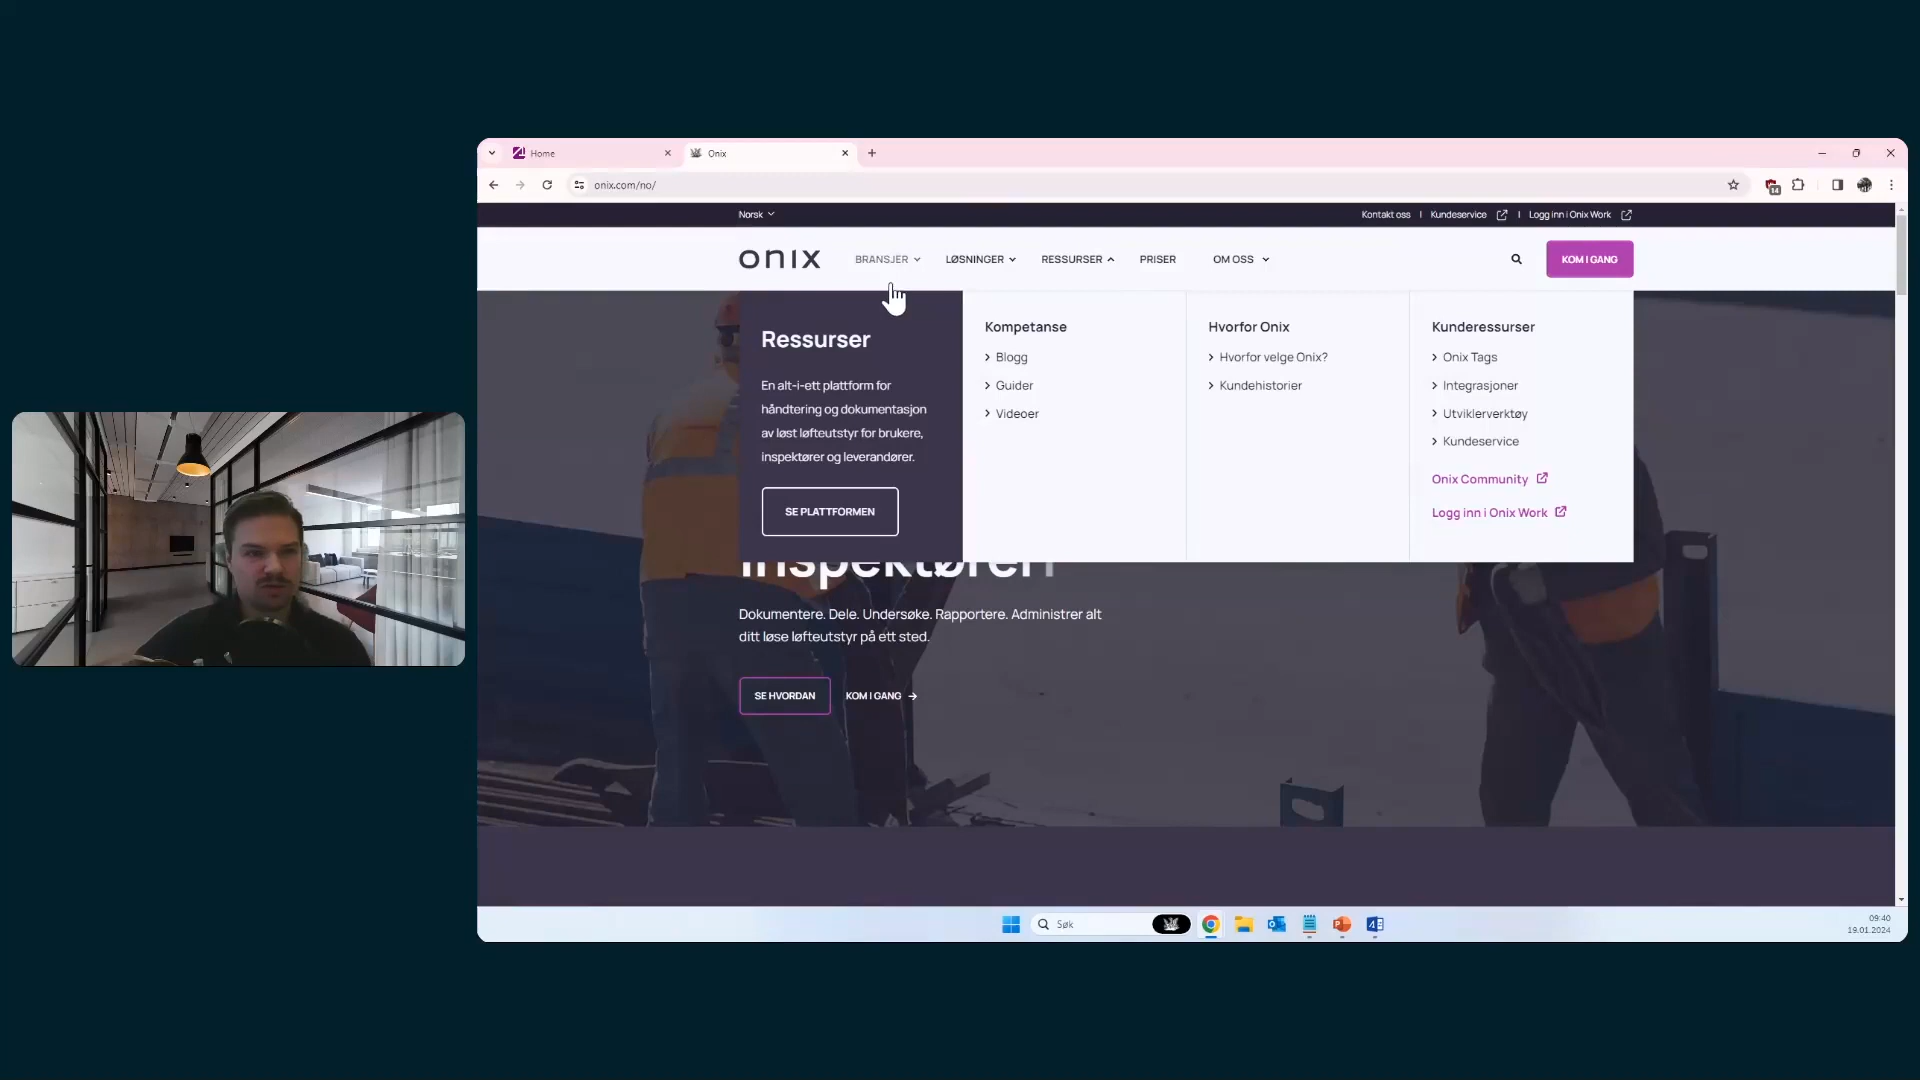 Home
Onix
onix.com/no/
14
Norsk
Kontakt oss | Kundeservice | Logg inn i Onix Work
onix
BRANSJER
LØSNINGER
RESSURSER
PRISER
OM OSS
KOM I GANG
Ressurser
En alt-i-ett plattform for
håndtering og dokumentasjon
av løst løfteutstyr for brukere,
inspektører og leverandører.
SE PLATTFORMEN
Kompetanse
Blogg
Guider
Videoer
Hvorfor Onix
Hvorfor velge Onix?
Kundehistorier
Kunderessurser
Onix Tags
Integrasjoner
Utviklerverktøy
Kundeservice
Onix Community
Logg inn i Onix Work
Dokumentere. Dele. Undersøke. Rapportere. Administrer alt
ditt løse løfteutstyr på ett sted.
SE HVORDAN
KOM I GANG
Søk
09:40
19.01.2024